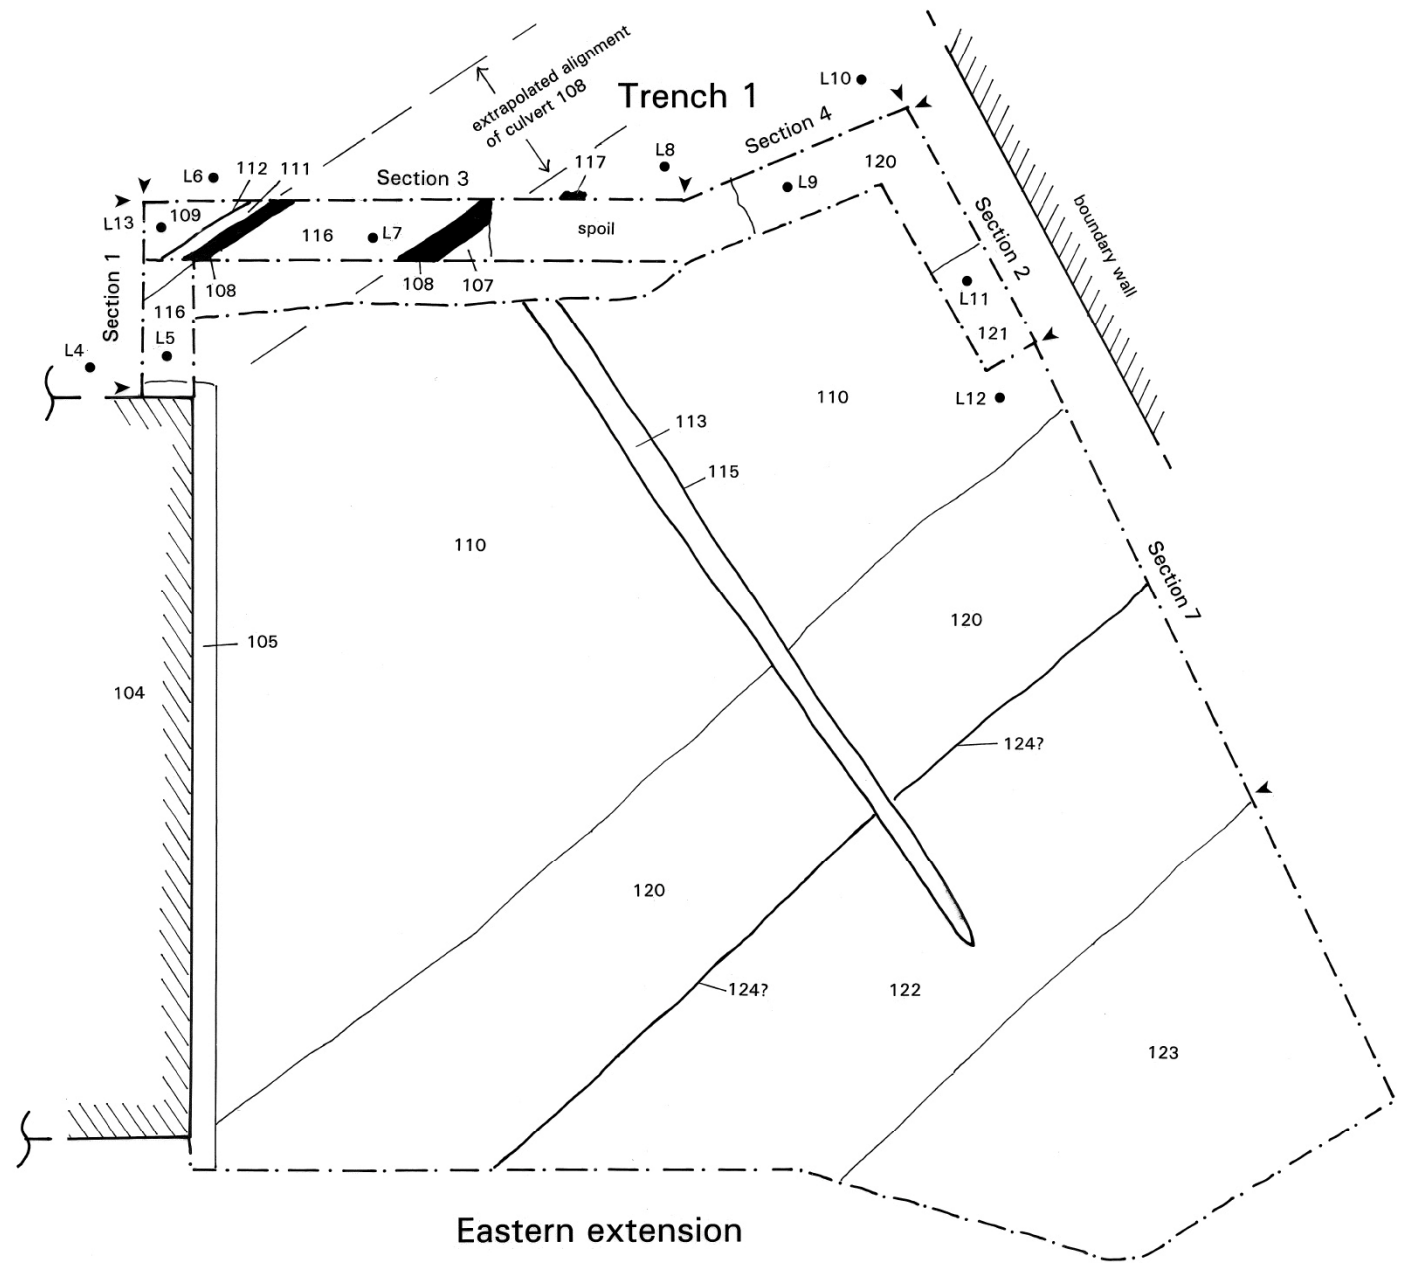 extrapolated alignment
of culvert 108
Trench 1
L10
Section 4
L6
112
111
Section 3
117
L8
120
L9
L13
109
116
L7
spoil
Section 2
boundary wall
Section 1
108
108
107
116
L11
121
L4
L5
L12
110
113
115
110
Section 7
120
105
104
124?
120
124?
122
123
Eastern extension